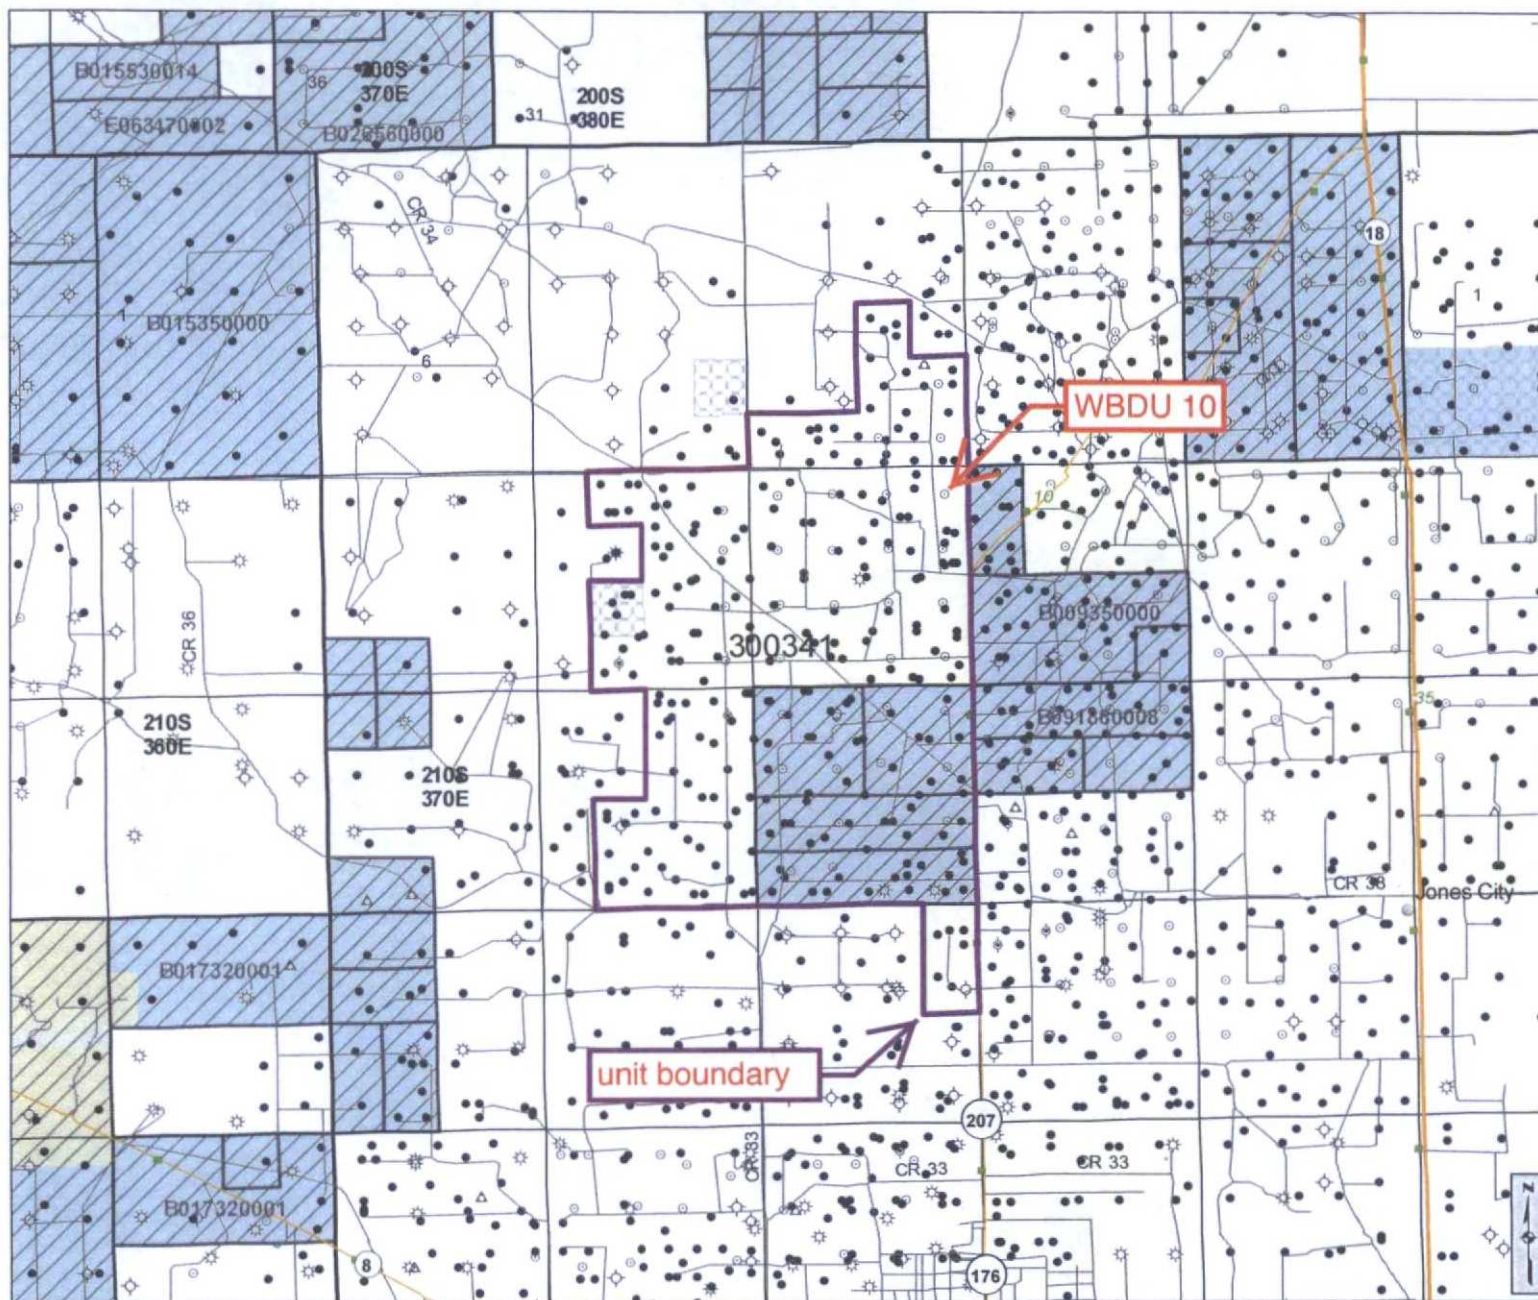 B015530014
36
200S
370E
200S
380E
31
E063470002
B026560000
CR 34
18
1
B015350000
1
6
WBDU 10
10
CR 36
B009350000
300341
B091860008
35
210S
360E
210S
370E
CR 38
Jones City
B017320001
unit boundary
207
CR 33
CR 33
CR 33
B017320001
8
176
N